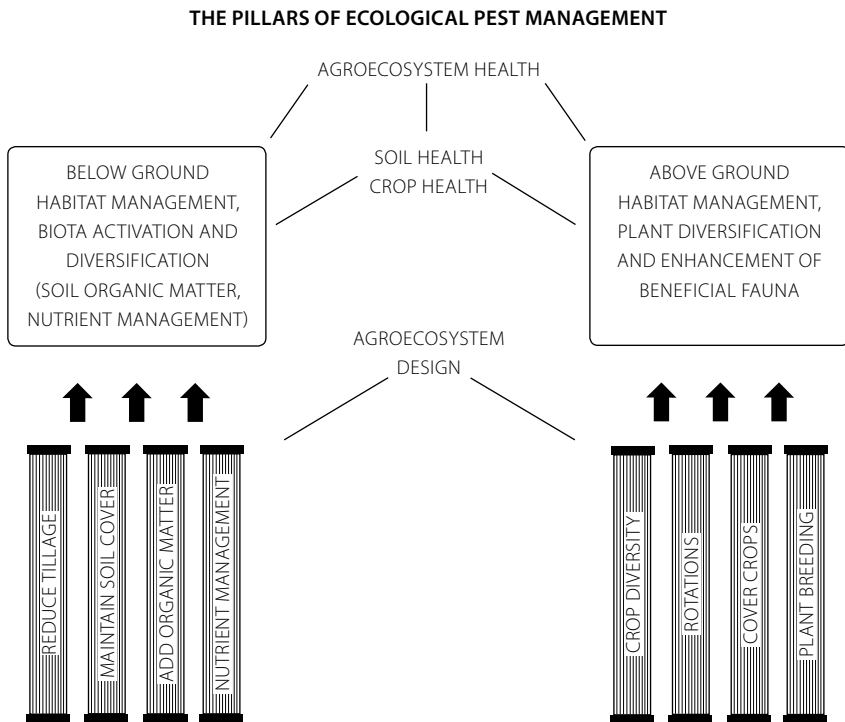 THE PILLARS OF ECOLOGICAL PEST MANAGEMENT
AGROECOSYSTEM HEALTH
BELOW GROUND
HABITAT MANAGEMENT,
BIOTA ACTIVATION AND
DIVERSIFICATION
(SOIL ORGANIC MATTER,
NUTRIENT MANAGEMENT)
SOIL HEALTH
CROP HEALTH
ABOVE GROUND
HABITAT MANAGEMENT,
PLANT DIVERSIFICATION
AND ENHANCEMENT OF
BENEFICIAL FAUNA
AGROECOSYSTEM
DESIGN
REDUCE TILLAGE
MAINTAIN SOIL COVER
ADD ORGANIC MATTER
NUTRIENT MANAGEMENT
CROP DIVERSITY
ROTATIONS
COVER CROPS
PLANT BREEDING